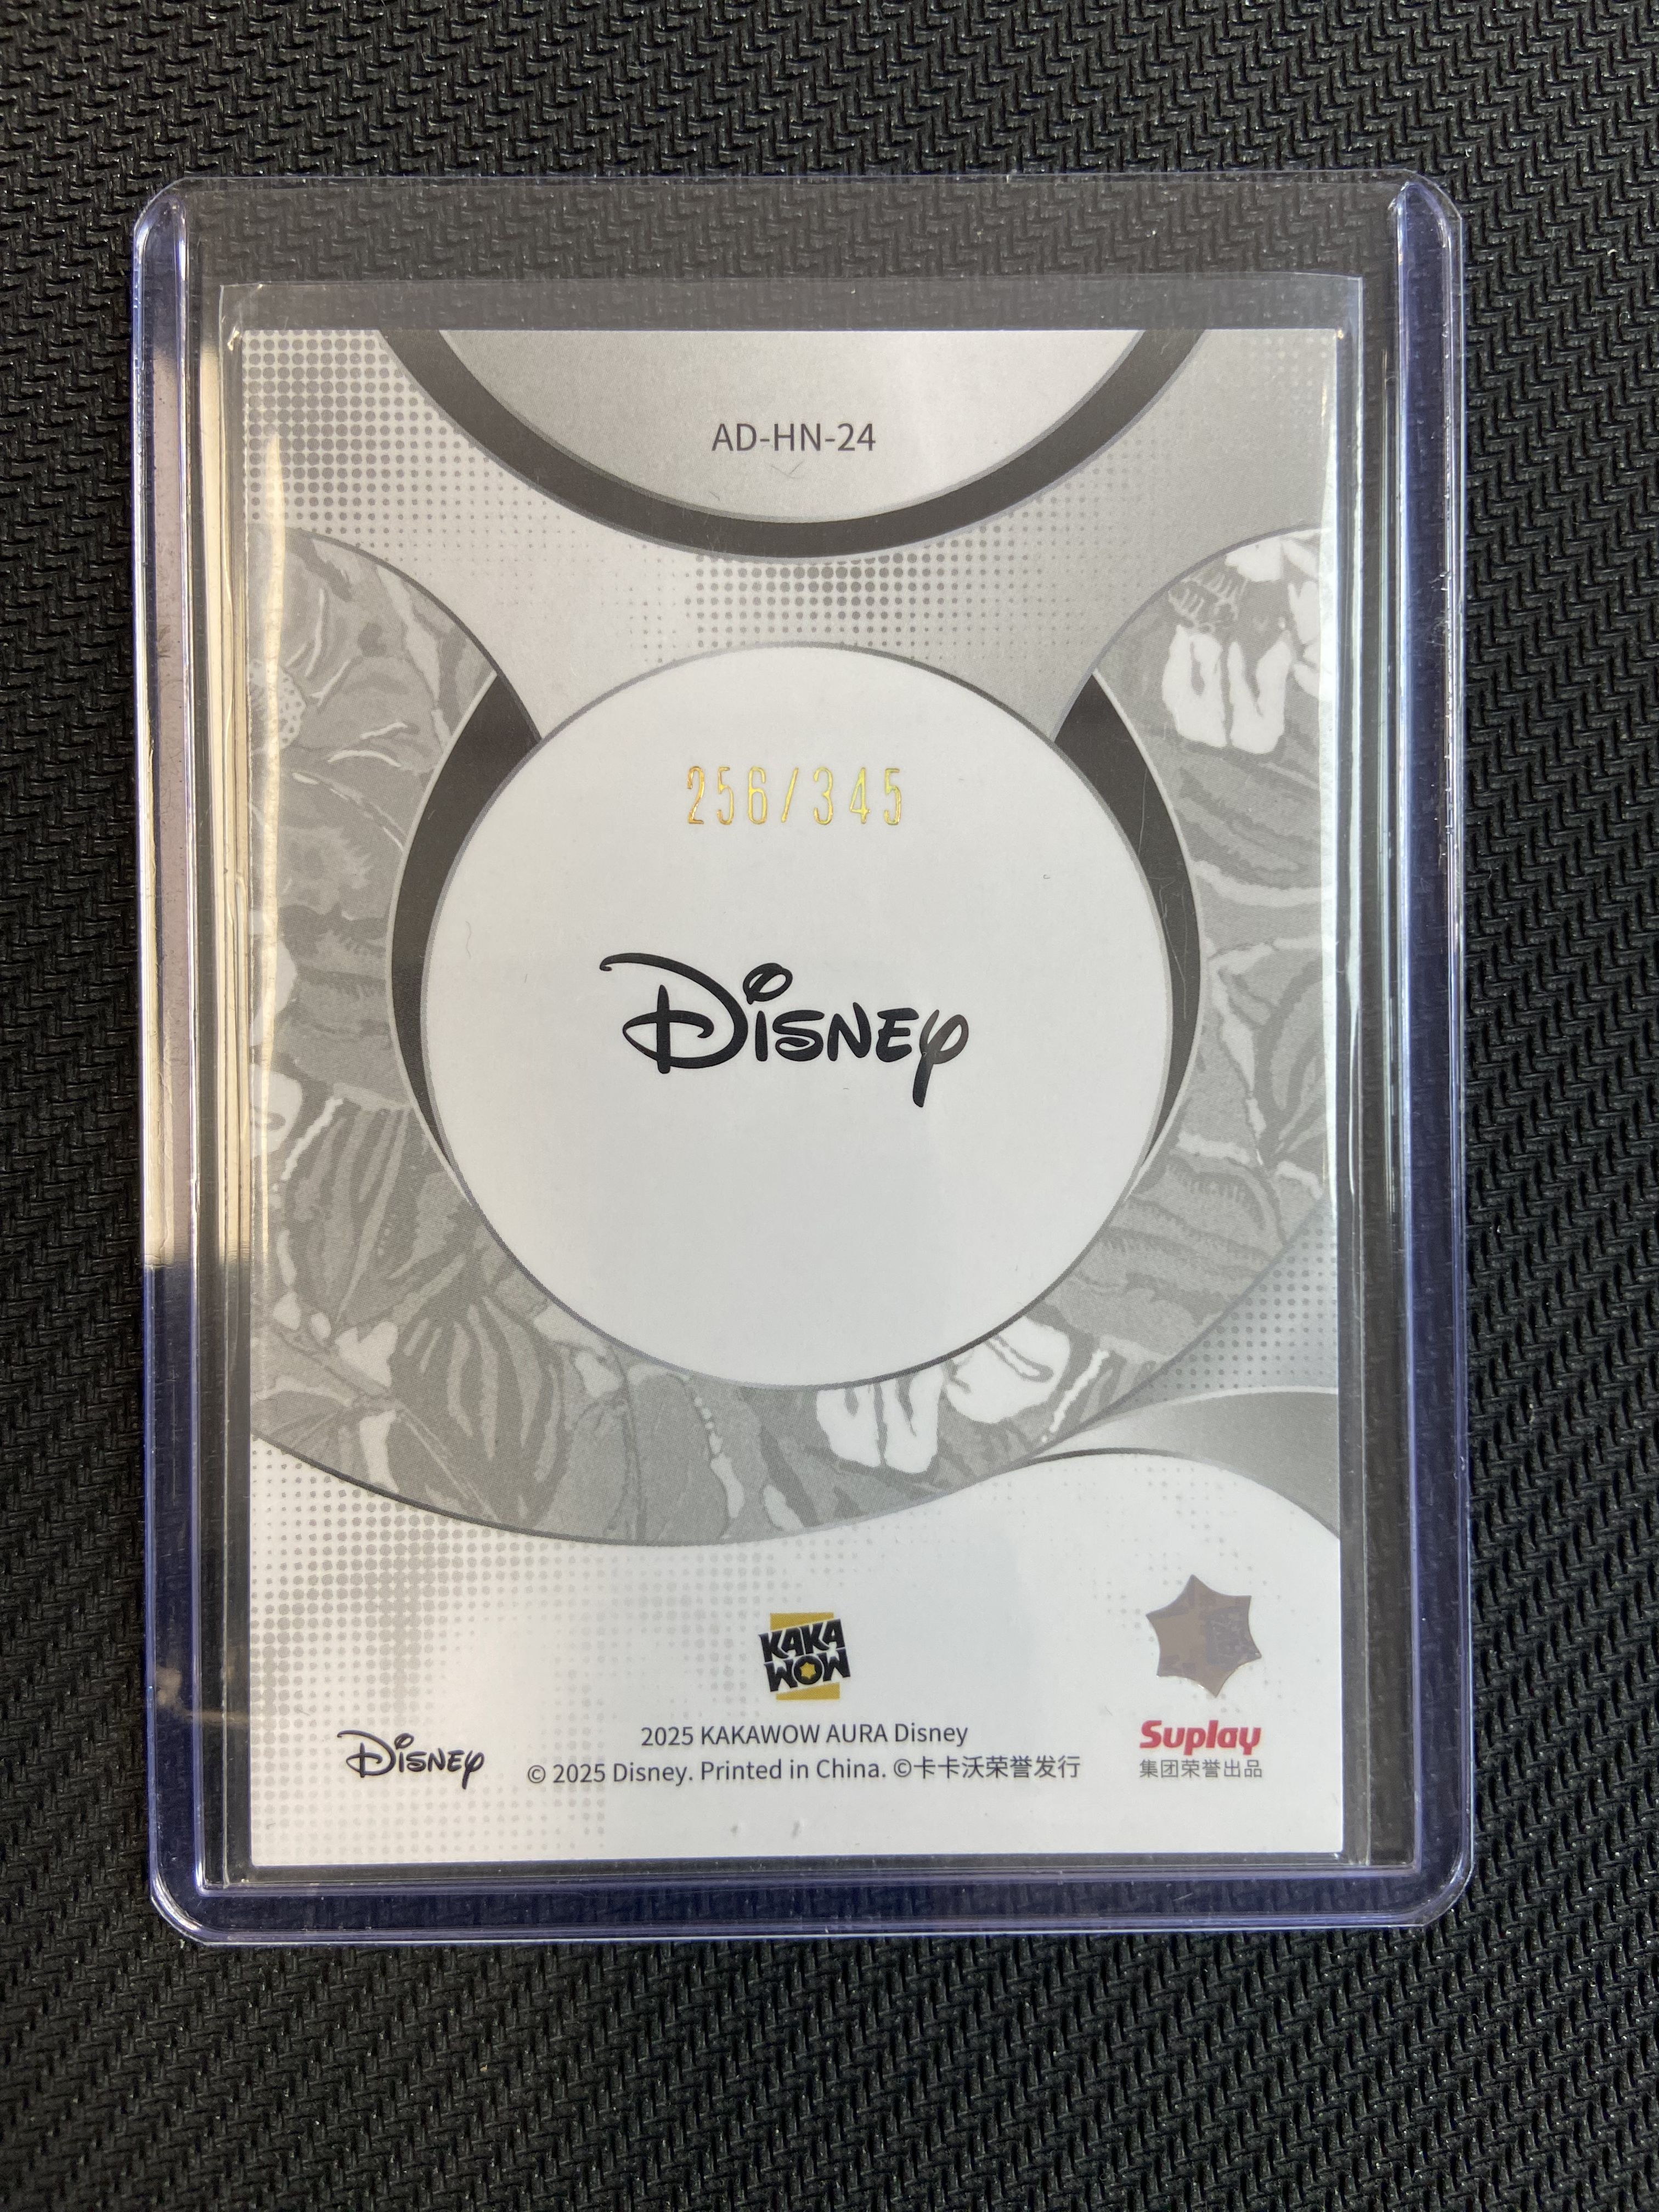 AD-HN-24
256/345
Disney
KAKA
WOW
2025 KAKAWOW AURA Disney
Disney
© 2025 Disney. Printed in China. ©卡卡沃荣誉发行
Suplay
集团荣誉出品